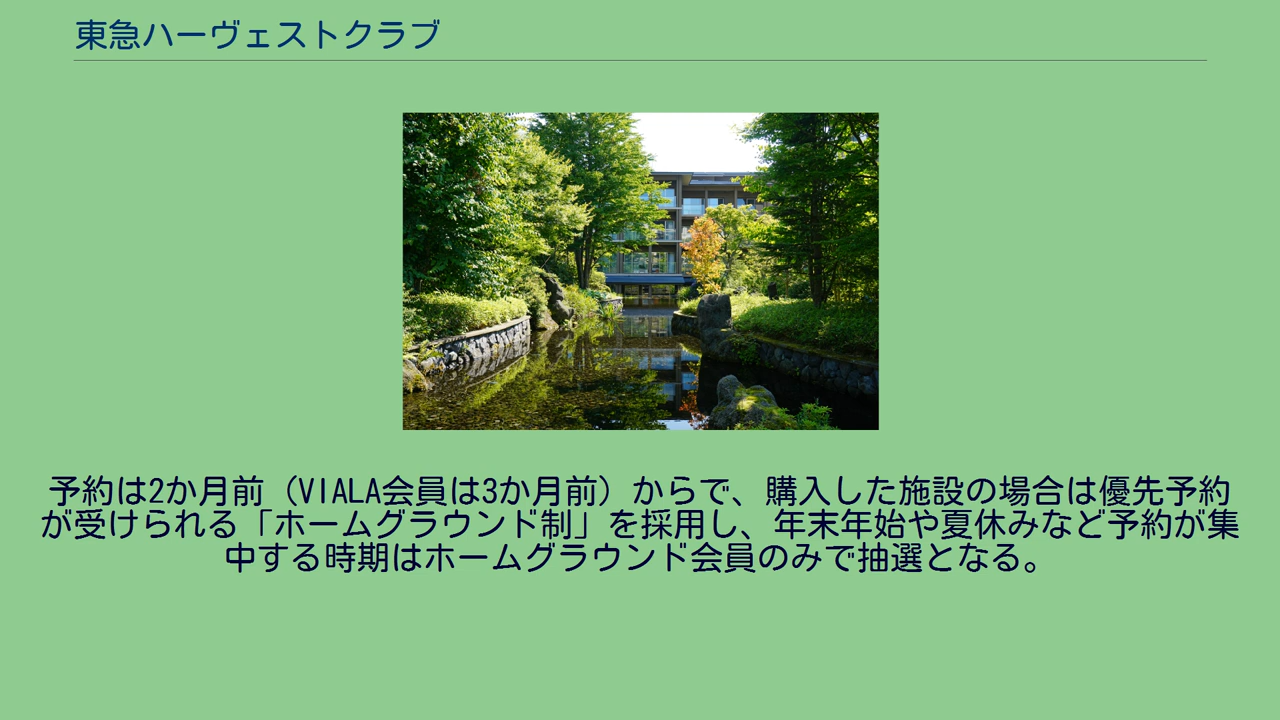 東急ハーヴェストクラブ
予約は2か月前（VIALA会員は3か月前）からで、購入した施設の場合は優先予約
が受けられる「ホームグラウンド制」を採用し、年末年始や夏休みなど予約が集
中する時期はホームグラウンド会員のみで抽選となる。